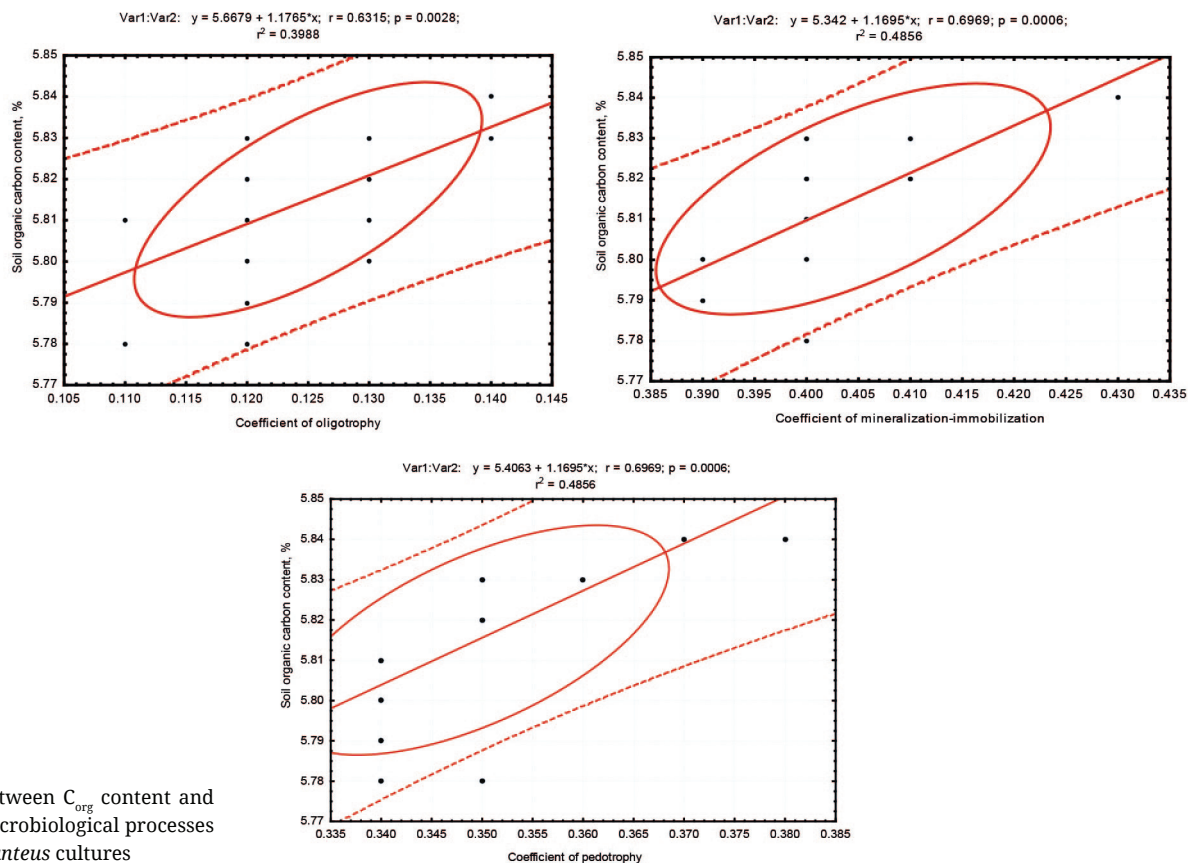 Var1:Var2: y = 5.6679 + 1.1765*x; r = 0.6315; p = 0.0028;
r² = 0.3988
5.85
5.84
5.83
5.82
5.81
5.80
5.79
5.78
5.77
Soil organic carbon content, %
0.105 0.110 0.115 0.120 0.125 0.130 0.135 0.140 0.145
Coefficient of oligotrophy
Var1:Var2: y = 5.342 + 1.1695*x; r = 0.6969; p = 0.0006;
r² = 0.4856
5.85
5.84
5.83
5.82
5.81
5.80
5.79
5.78
5.77
Soil organic carbon content, %
0.385 0.390 0.395 0.400 0.405 0.410 0.415 0.420 0.425 0.430 0.435
Coefficient of mineralization-immobilization
Var1:Var2: y = 5.4063 + 1.1695*x; r = 0.6969; p = 0.0006;
r² = 0.4856
5.85
5.84
5.83
5.82
5.81
5.80
5.79
5.78
5.77
Soil organic carbon content, %
0.335 0.340 0.345 0.350 0.355 0.360 0.365 0.370 0.375 0.380 0.385
Coefficient of pedotrophy
tween C_org content and
crobiological processes
nteus cultures